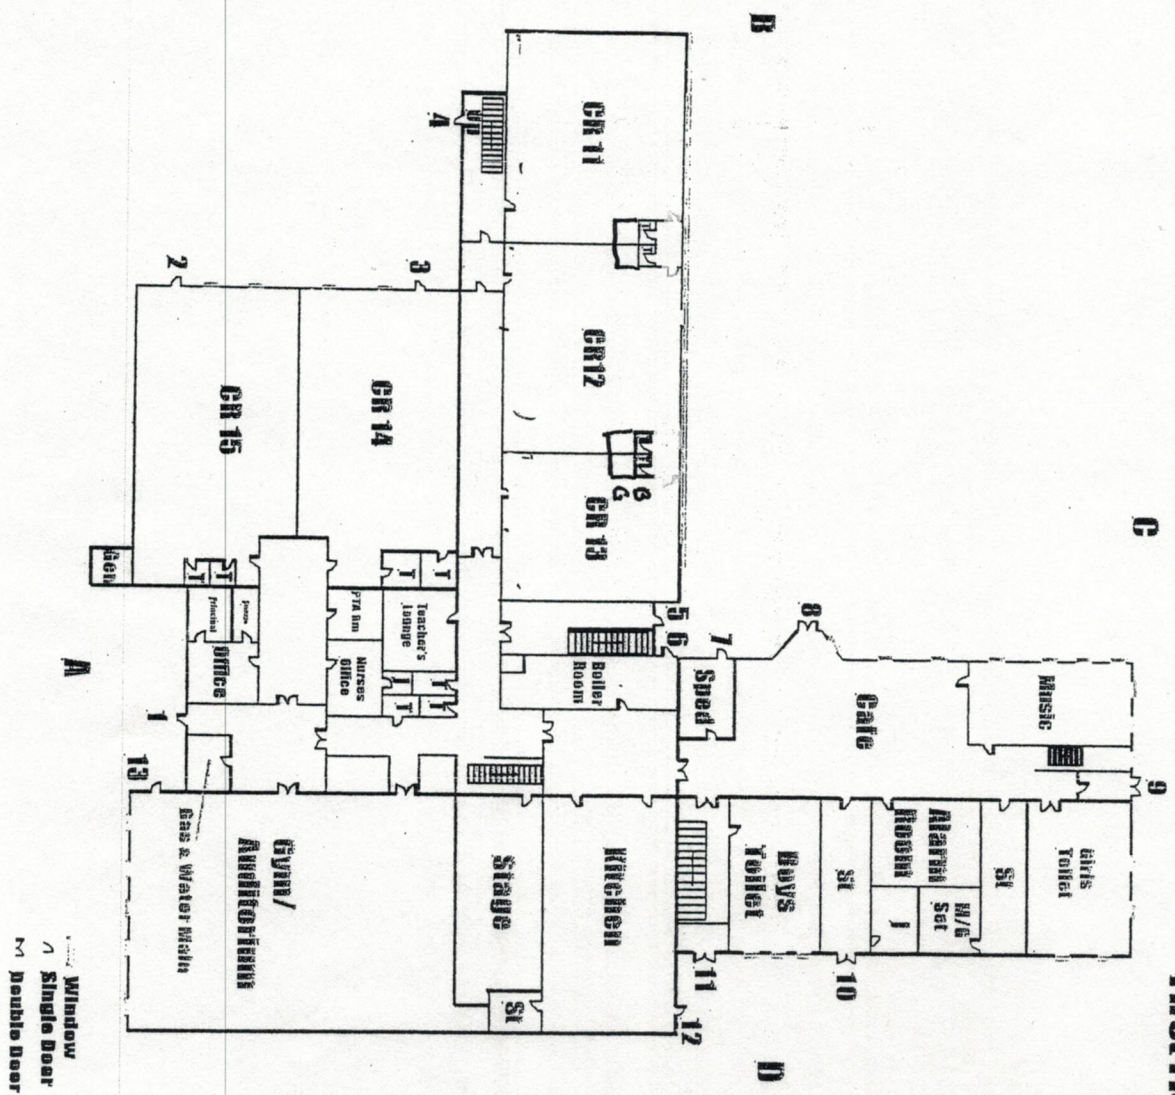 C
9
Music
Girls
Toilet
8
Cafe
St
Alarm
Room
M/G
Set
J
St
10
7
Sped
Boys
Toilet
11
D
B
5
6
12
CR 11
CR12
CR 13
B
G
Boiler
Room
Kitchen
4
UP
Stage
St
3
CR 14
T
T
Teacher's
Lounge
T
T
T
T
PTA Rm
Nurses
Office
2
CR 15
T
T
Principal
Office
Gym/
Auditorium
Gen
1
13
Gas & Water Main
A
Window
Single Door
Double Door